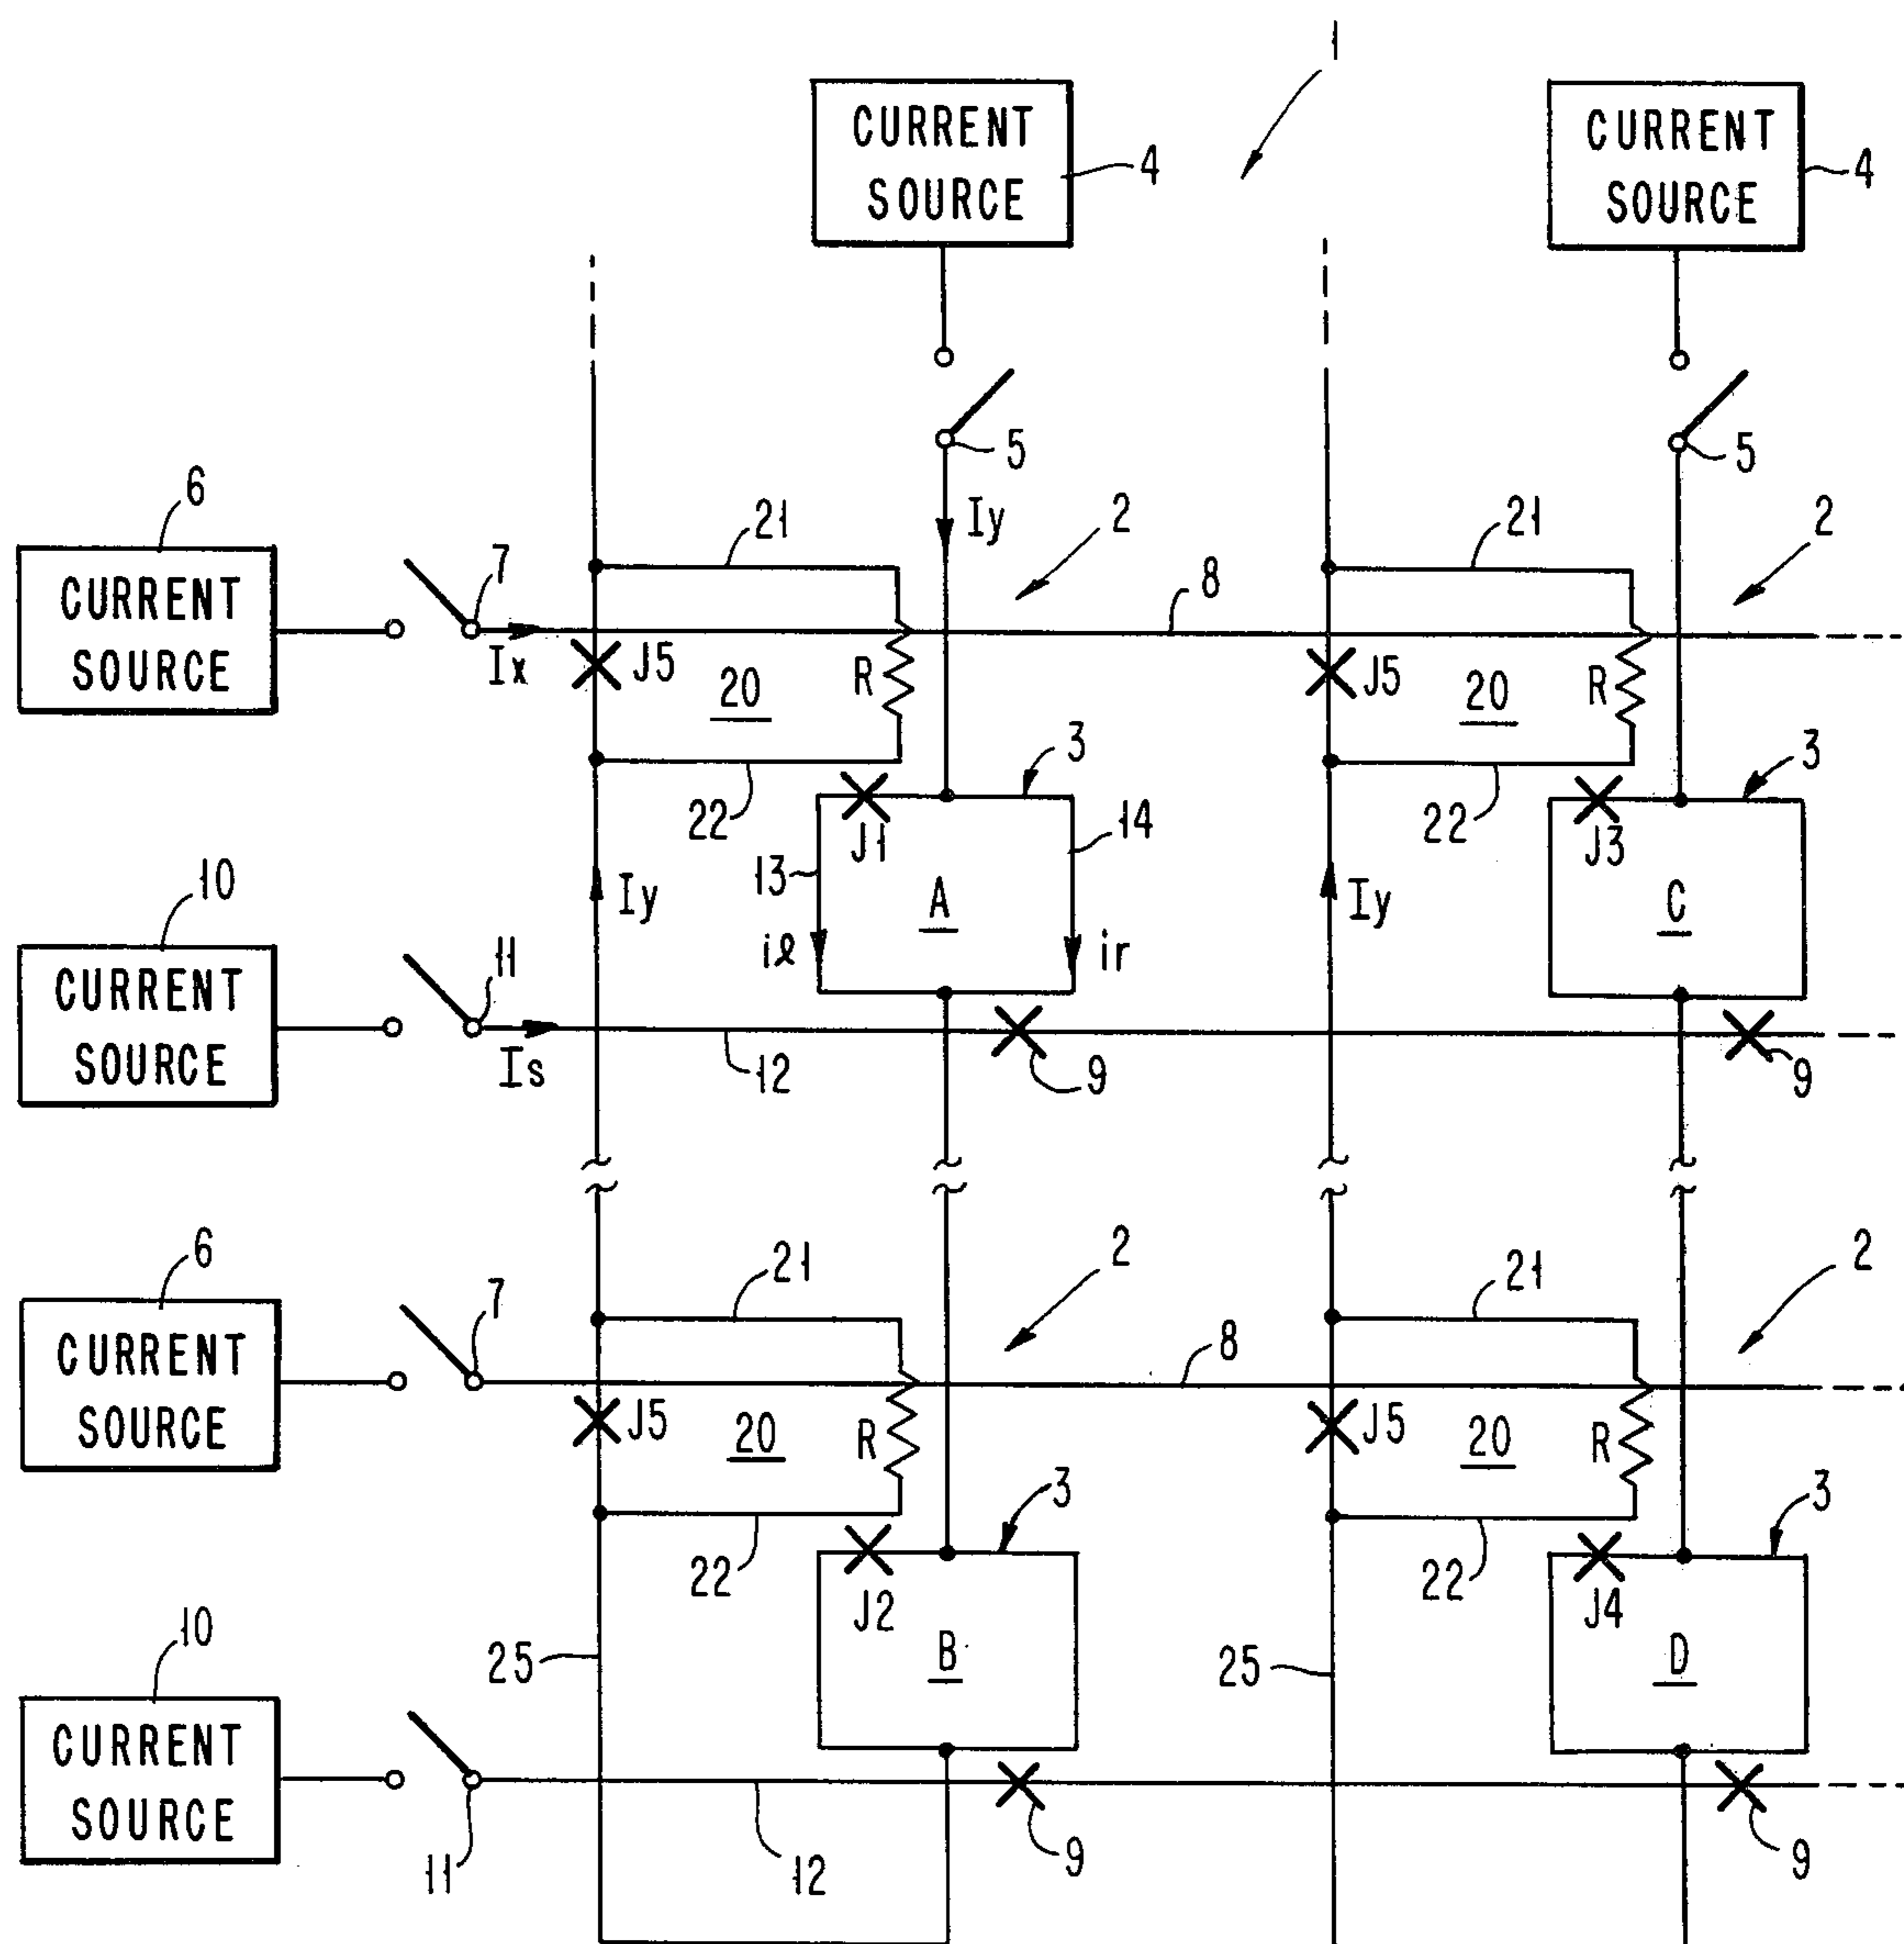 1
CURRENT
SOURCE
4
CURRENT
SOURCE
4
5
5
6
CURRENT
SOURCE
7
Ix
21
Iy
2
8
21
2
J5
20
R
J5
20
R
22
J1
3
22
J3
3
13
14
A
il
ir
C
Iy
Iy
10
CURRENT
SOURCE
11
Is
12
9
9
6
CURRENT
SOURCE
7
21
2
8
21
2
J5
20
R
J5
20
R
22
J2
3
22
J4
3
B
D
25
25
10
CURRENT
SOURCE
11
12
9
9